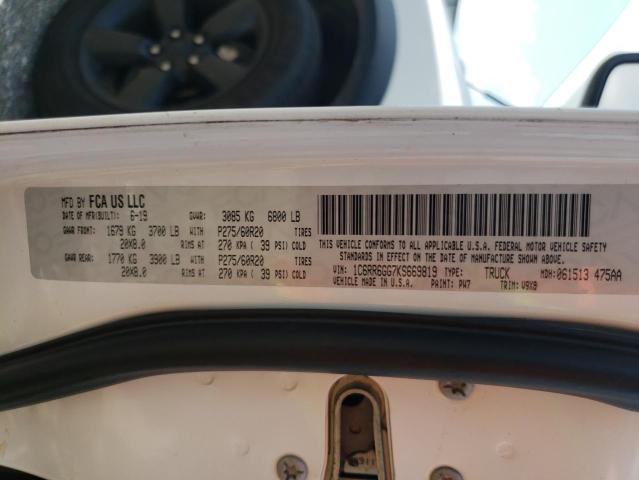 MFD BY FCA US LLC
DATE OF MFR(BUILT): 6-19 GVWR: 3085 KG 6800 LB
GAWR FRONT: 1679 KG 3700 LB WITH P275/60R20 TIRES
20X8.0 RIMS AT 270 KPA ( 39 PSI) COLD
GAWR REAR: 1770 KG 3900 LB WITH P275/60R20 TIRES
20X8.0 RIMS AT 270 KPA ( 39 PSI) COLD
THIS VEHICLE CONFORMS TO ALL APPLICABLE U.S.A. FEDERAL MOTOR VEHICLE SAFETY
STANDARDS IN EFFECT ON THE DATE OF MANUFACTURE SHOWN ABOVE.
VIN: 1C6RR6GG7KS669819 TYPE: TRUCK MDH: 061513 475AA
VEHICLE MADE IN U.S.A. PAINT: PW7 TRIM: V9X9